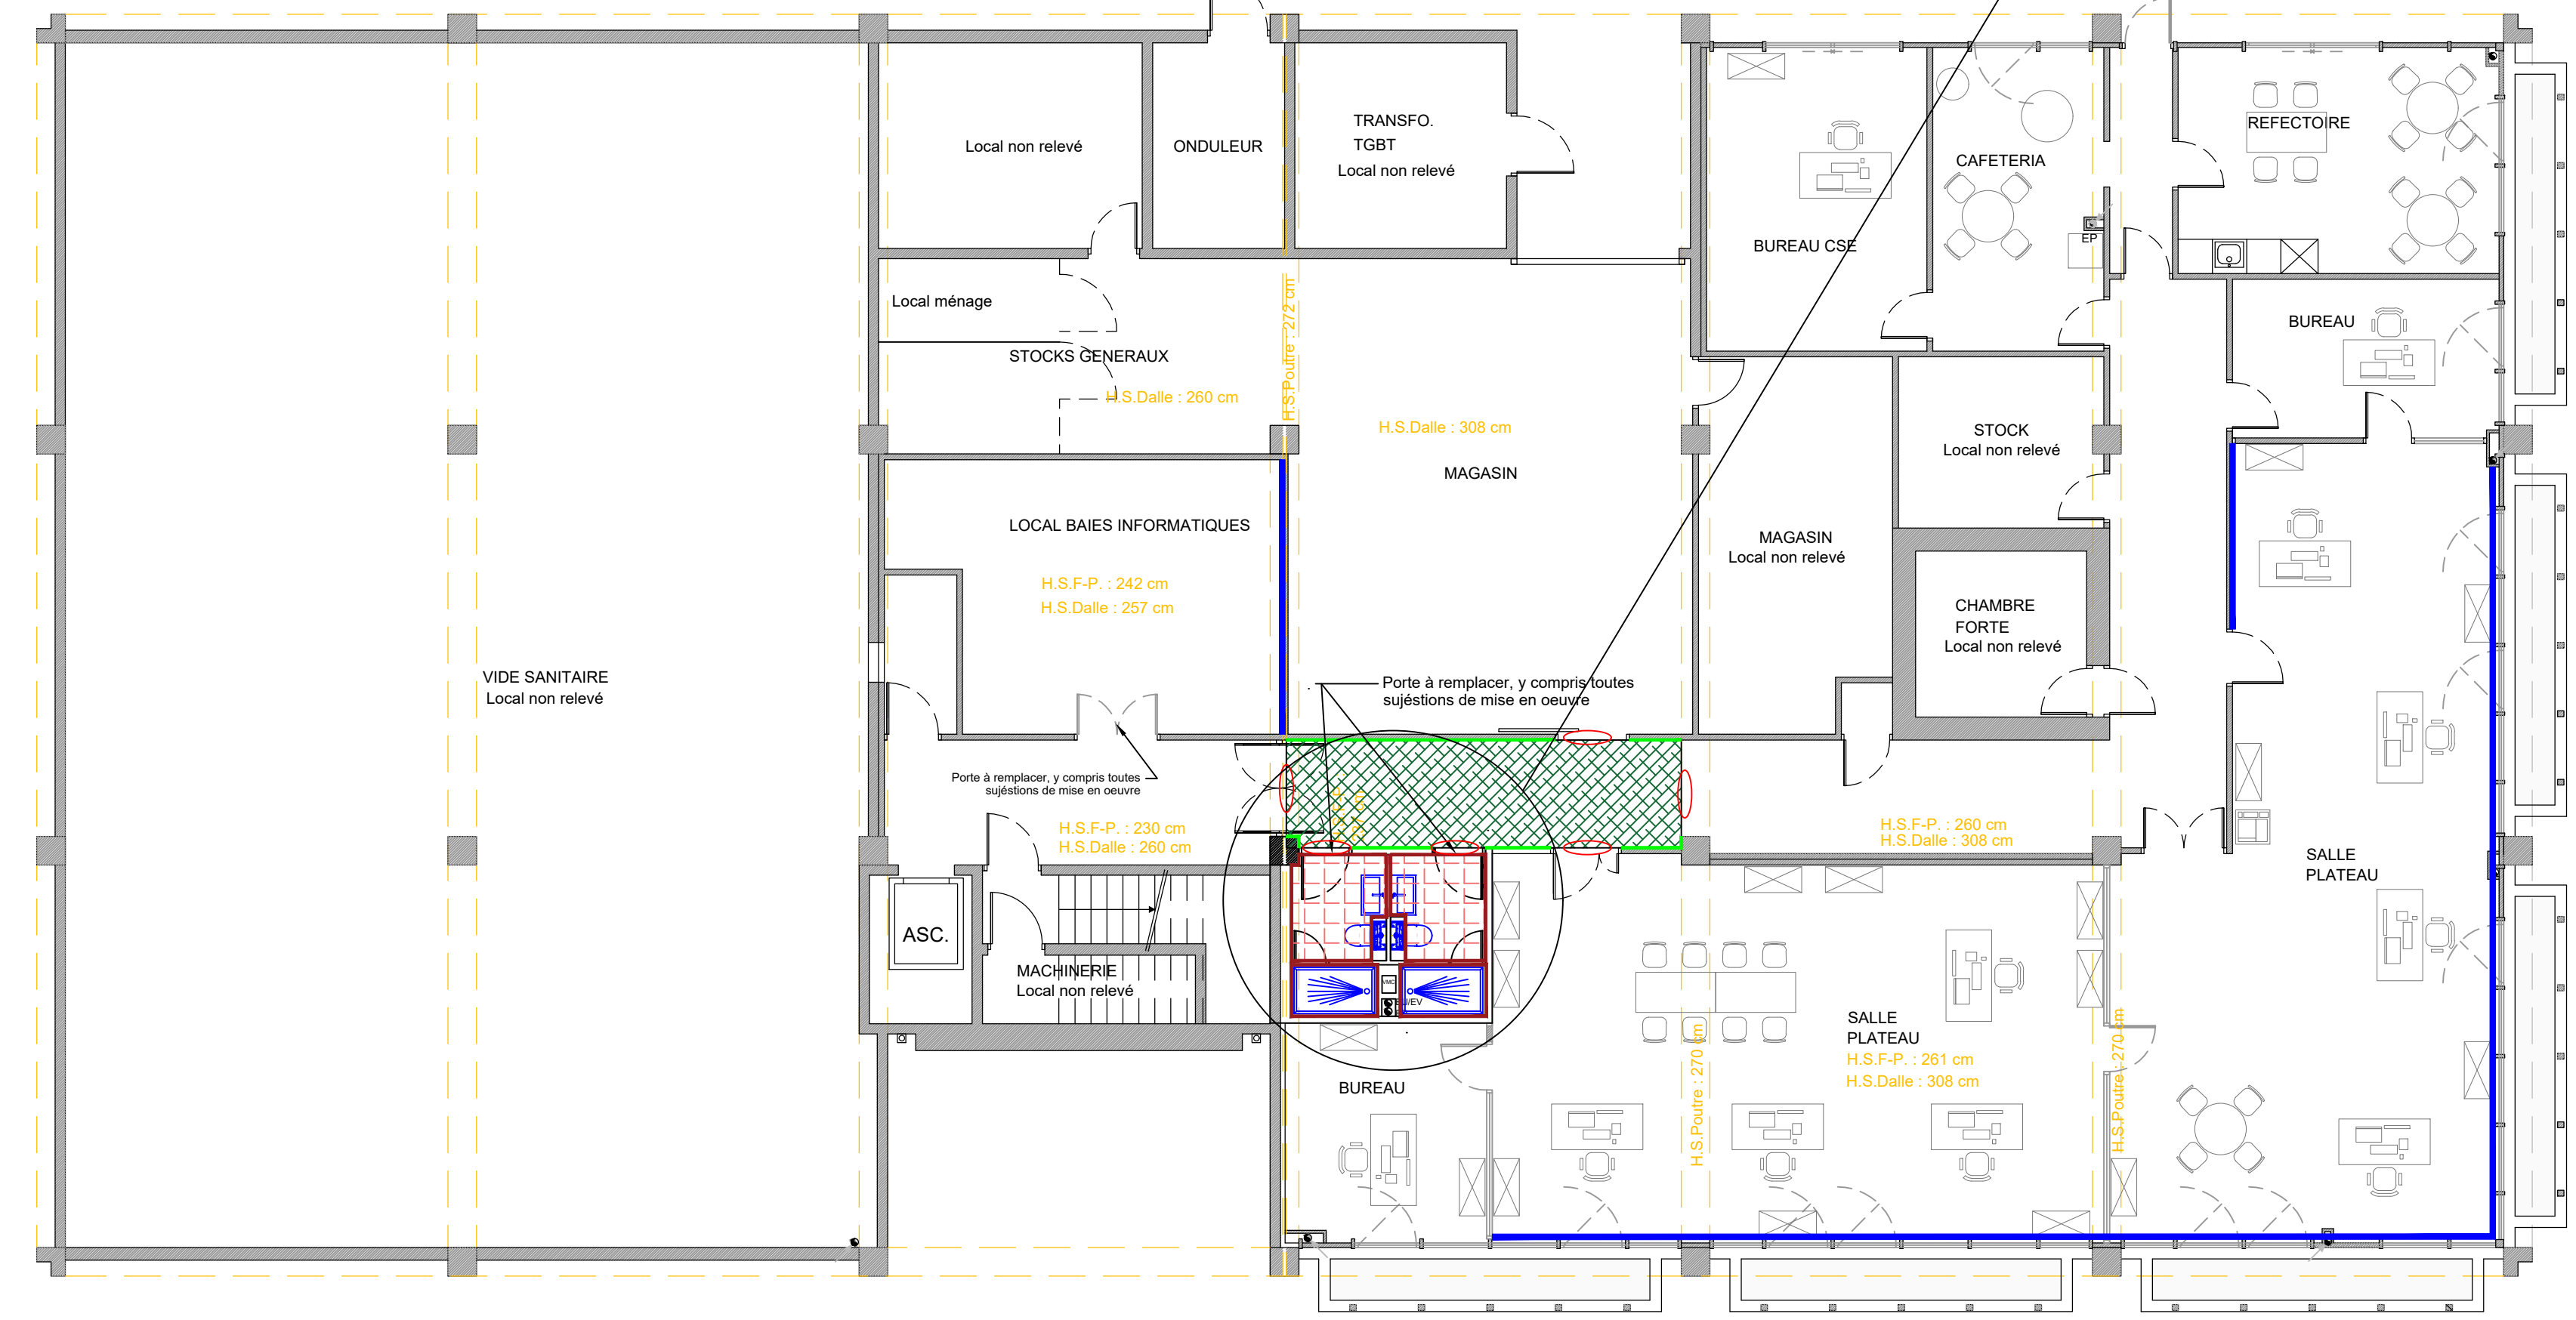 TRANSFO.
TGBT
Local non relevé
Local non relevé
ONDULEUR
REFECTOIRE
CAFETERIA
BUREAU CSE
EP
Local ménage
BUREAU
STOCKS GENERAUX
H.S.Poutre : 272 cm
H.S.Dalle : 260 cm
H.S.Dalle : 308 cm
MAGASIN
STOCK
Local non relevé
LOCAL BAIES INFORMATIQUES
MAGASIN
Local non relevé
H.S.F-P. : 242 cm
H.S.Dalle : 257 cm
CHAMBRE
FORTE
Local non relevé
VIDE SANITAIRE
Local non relevé
Porte à remplacer, y compris toutes
sujéstions de mise en oeuvre
Porte à remplacer, y compris toutes
sujéstions de mise en oeuvre
H.S.F-P. : 230 cm
H.S.Dalle : 260 cm
H.S.F-P. : 260 cm
H.S.Dalle : 308 cm
SALLE
PLATEAU
ASC.
MACHINERIE
Local non relevé
VMC
EU/EV
SALLE
PLATEAU
H.S.F-P. : 261 cm
H.S.Dalle : 308 cm
H.S.Poutre : 270 cm
H.S.Poutre : 270 cm
BUREAU